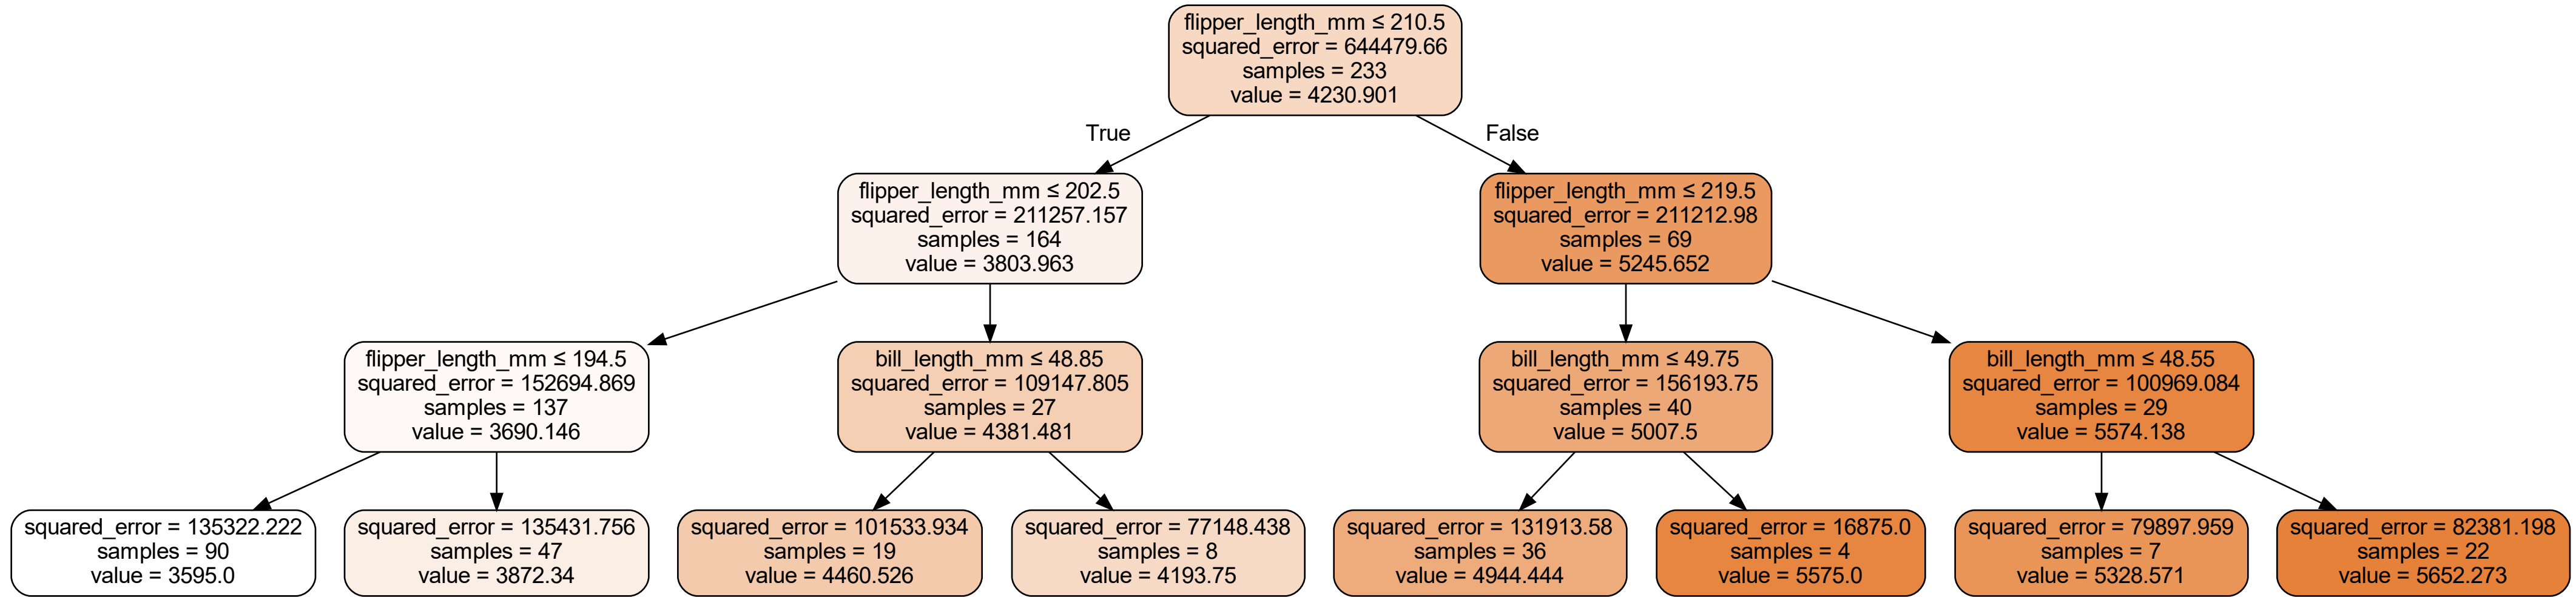 flipper_length_mm ≤ 210.5
squared_error = 644479.66
samples = 233
value = 4230.901
True
False
flipper_length_mm ≤ 202.5
squared_error = 211257.157
samples = 164
value = 3803.963
flipper_length_mm ≤ 219.5
squared_error = 211212.98
samples = 69
value = 5245.652
flipper_length_mm ≤ 194.5
squared_error = 152694.869
samples = 137
value = 3690.146
bill_length_mm ≤ 48.85
squared_error = 109147.805
samples = 27
value = 4381.481
bill_length_mm ≤ 49.75
squared_error = 156193.75
samples = 40
value = 5007.5
bill_length_mm ≤ 48.55
squared_error = 100969.084
samples = 29
value = 5574.138
squared_error = 135322.222
samples = 90
value = 3595.0
squared_error = 135431.756
samples = 47
value = 3872.34
squared_error = 101533.934
samples = 19
value = 4460.526
squared_error = 77148.438
samples = 8
value = 4193.75
squared_error = 131913.58
samples = 36
value = 4944.444
squared_error = 16875.0
samples = 4
value = 5575.0
squared_error = 79897.959
samples = 7
value = 5328.571
squared_error = 82381.198
samples = 22
value = 5652.273